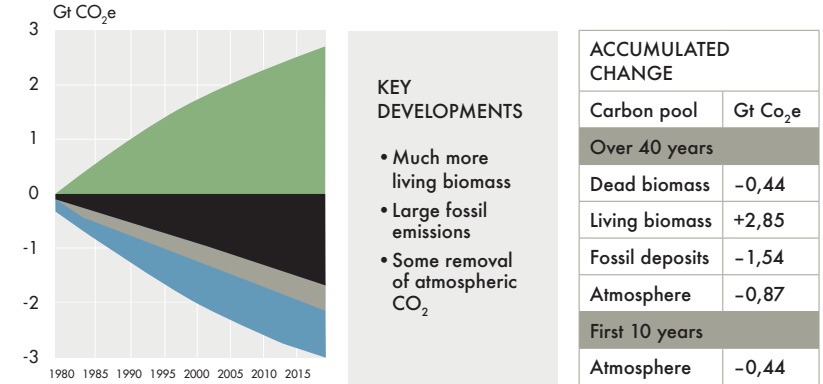 Gt CO₂e
3
2
1
0
-1
-2
-3
1980 1985 1990 1995 2000 2005 2010 2015
KEY
DEVELOPMENTS
• Much more
living biomass
• Large fossil
emissions
• Some removal
of atmospheric
CO₂
ACCUMULATED
CHANGE
Carbon pool Gt Co₂e
Over 40 years
Dead biomass –0,44
Living biomass +2,85
Fossil deposits –1,54
Atmosphere –0,87
First 10 years
Atmosphere –0,44